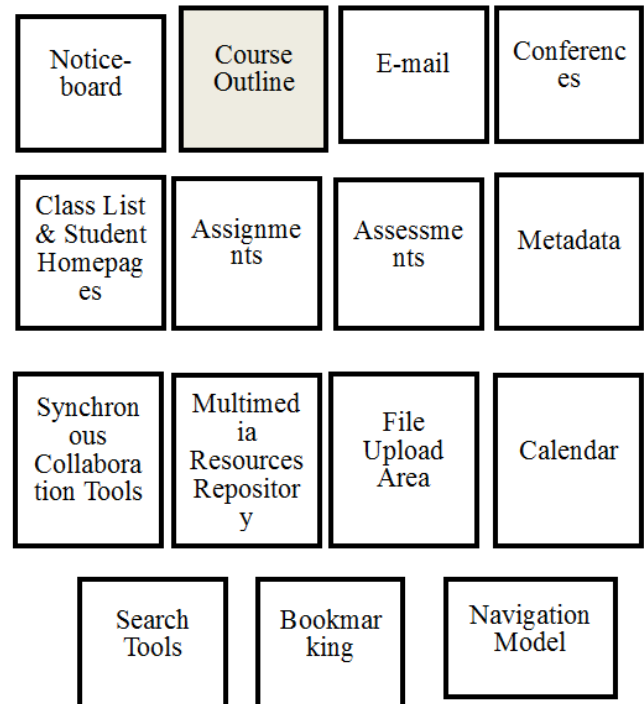 Notice-
board
Course
Outline
E-mail
Conferenc
es
Class List
& Student
Homepag
es
Assignme
nts
Assessme
nts
Metadata
Synchron
ous
Collabora
tion Tools
Multimed
ia
Resources
Repositor
y
File
Upload
Area
Calendar
Search
Tools
Bookmar
king
Navigation
Model